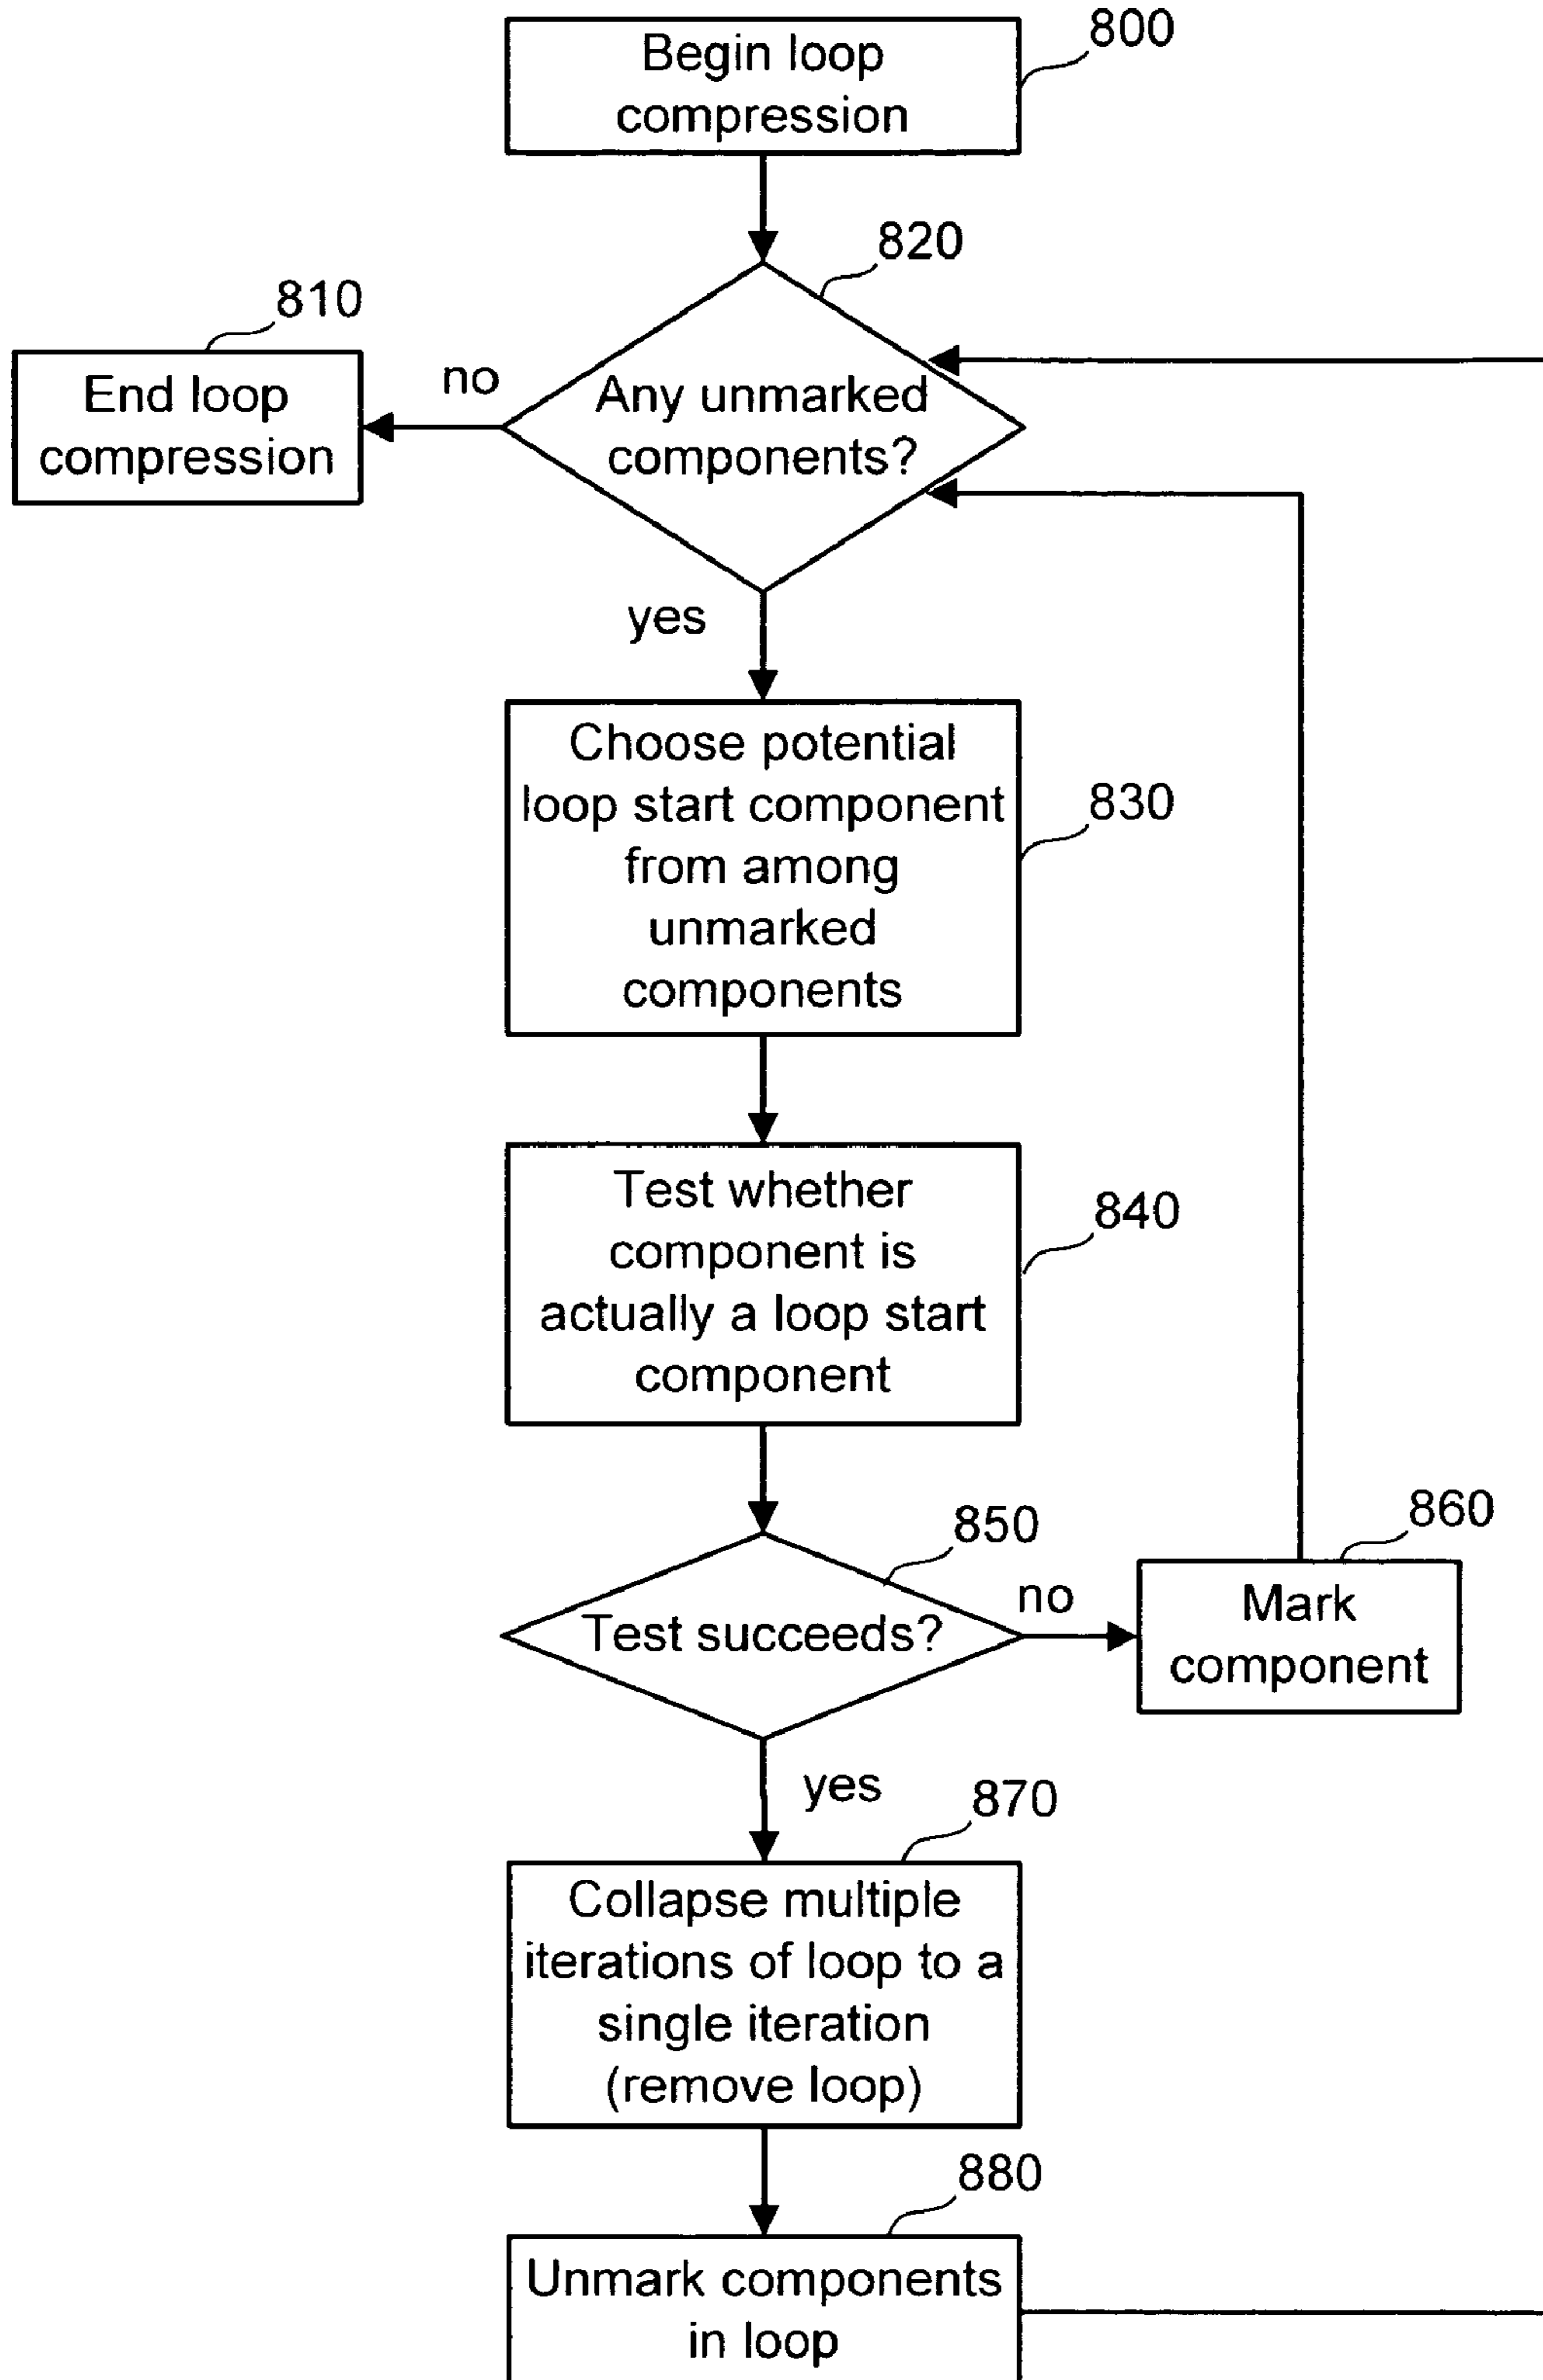 Begin loop
compression
800
820
810
End loop
compression
no
Any unmarked
components?
yes
Choose potential
loop start component
from among
unmarked
components
830
Test whether
component is
actually a loop start
component
840
850
Test succeeds?
no
860
Mark
component
yes
870
Collapse multiple
iterations of loop to a
single iteration
(remove loop)
880
Unmark components
in loop